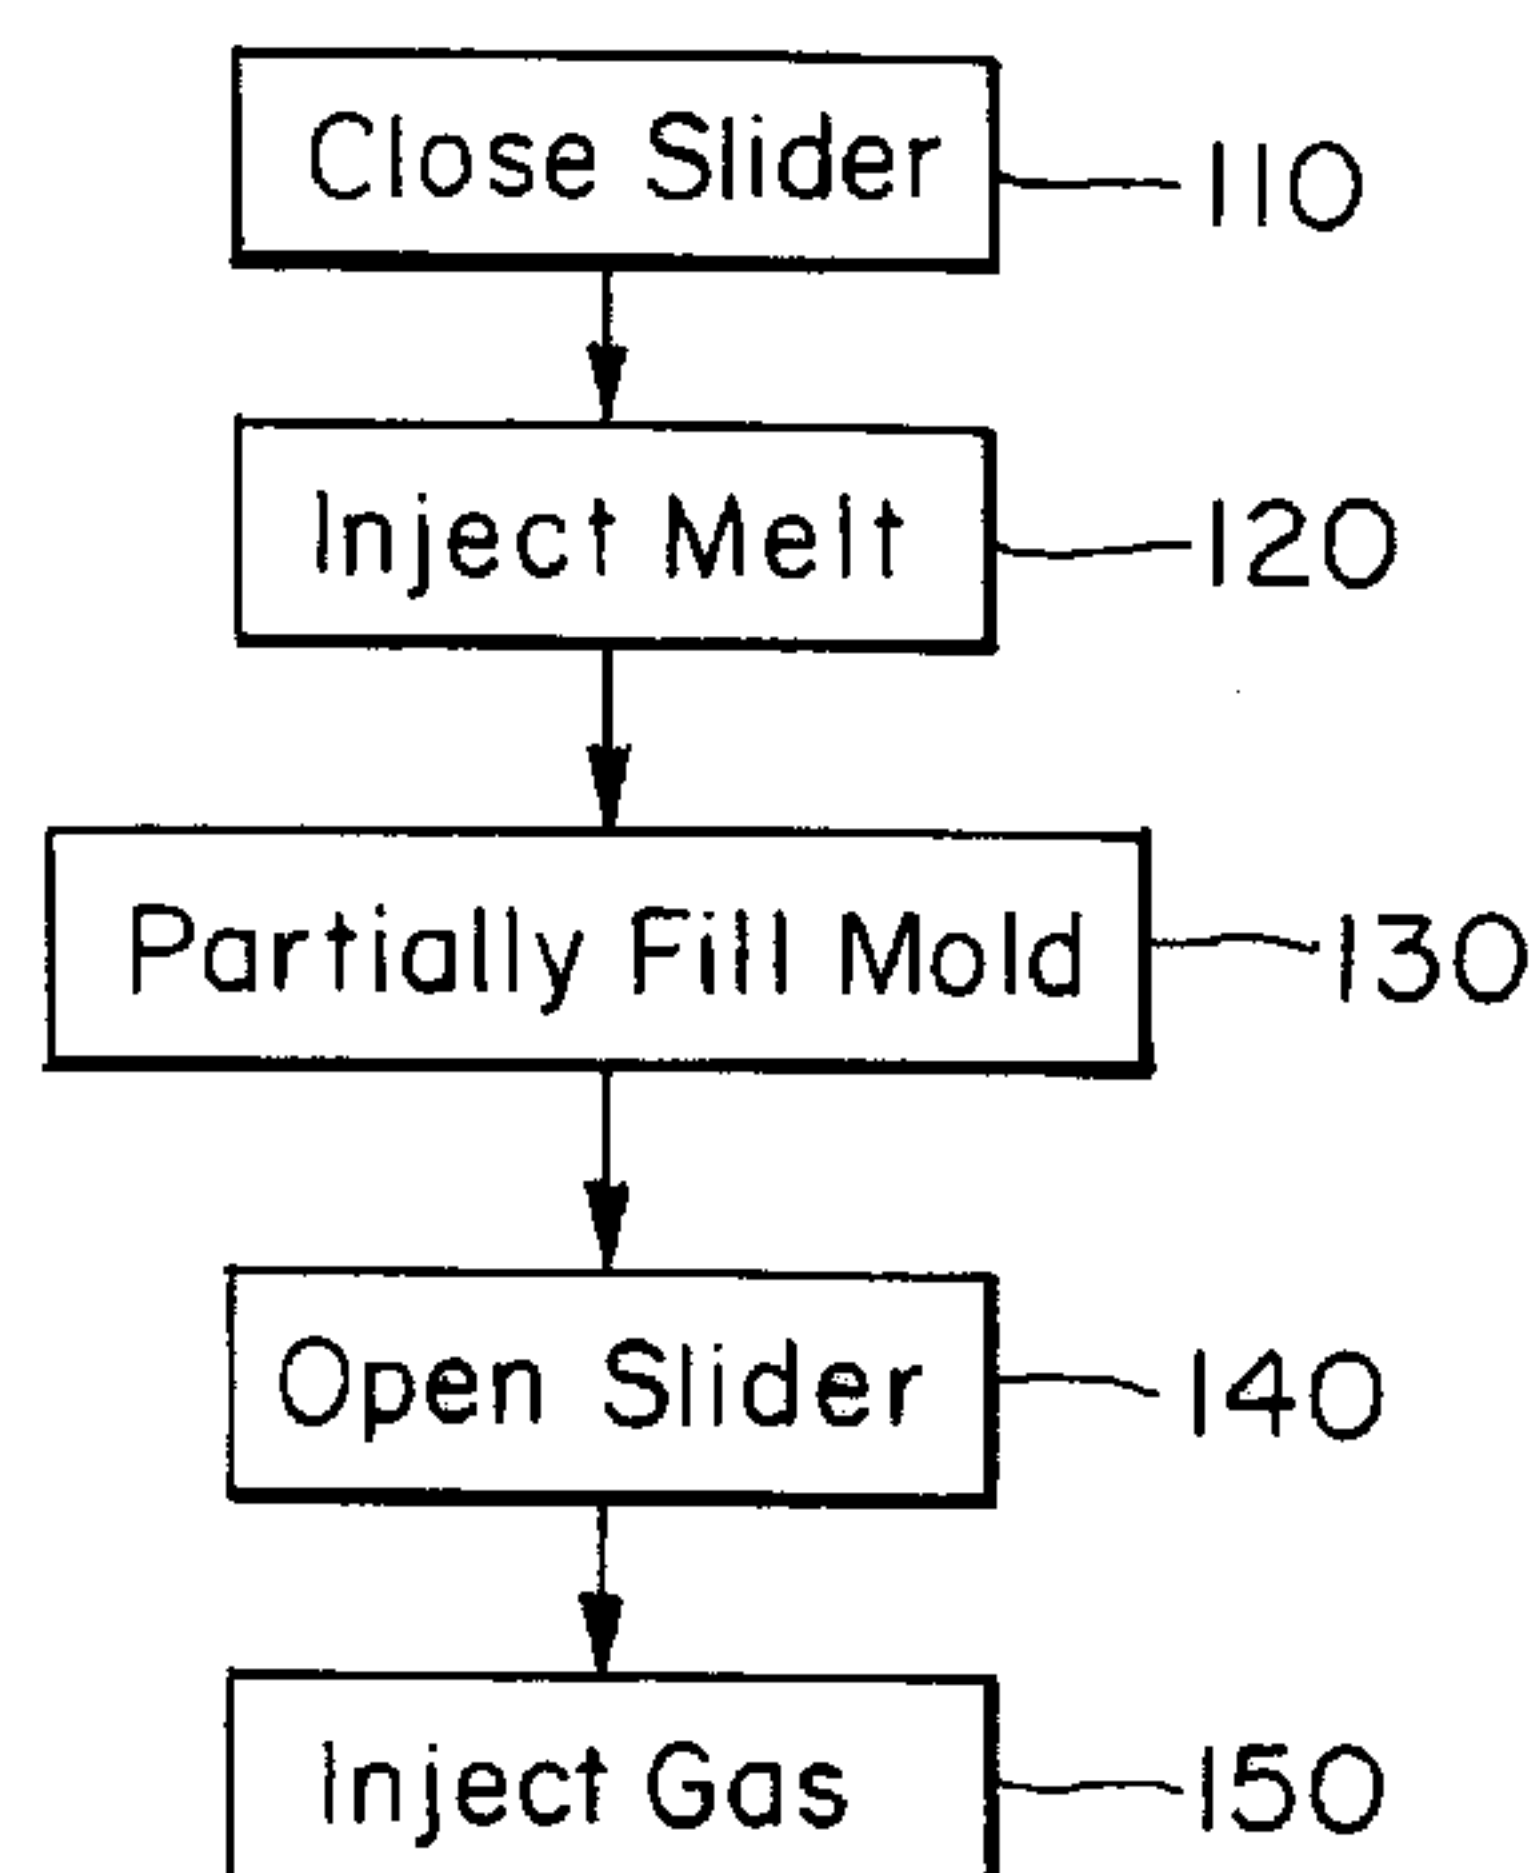 Close Slider 110
Inject Melt 120
Partially Fill Mold 130
Open Slider 140
Inject Gas 150